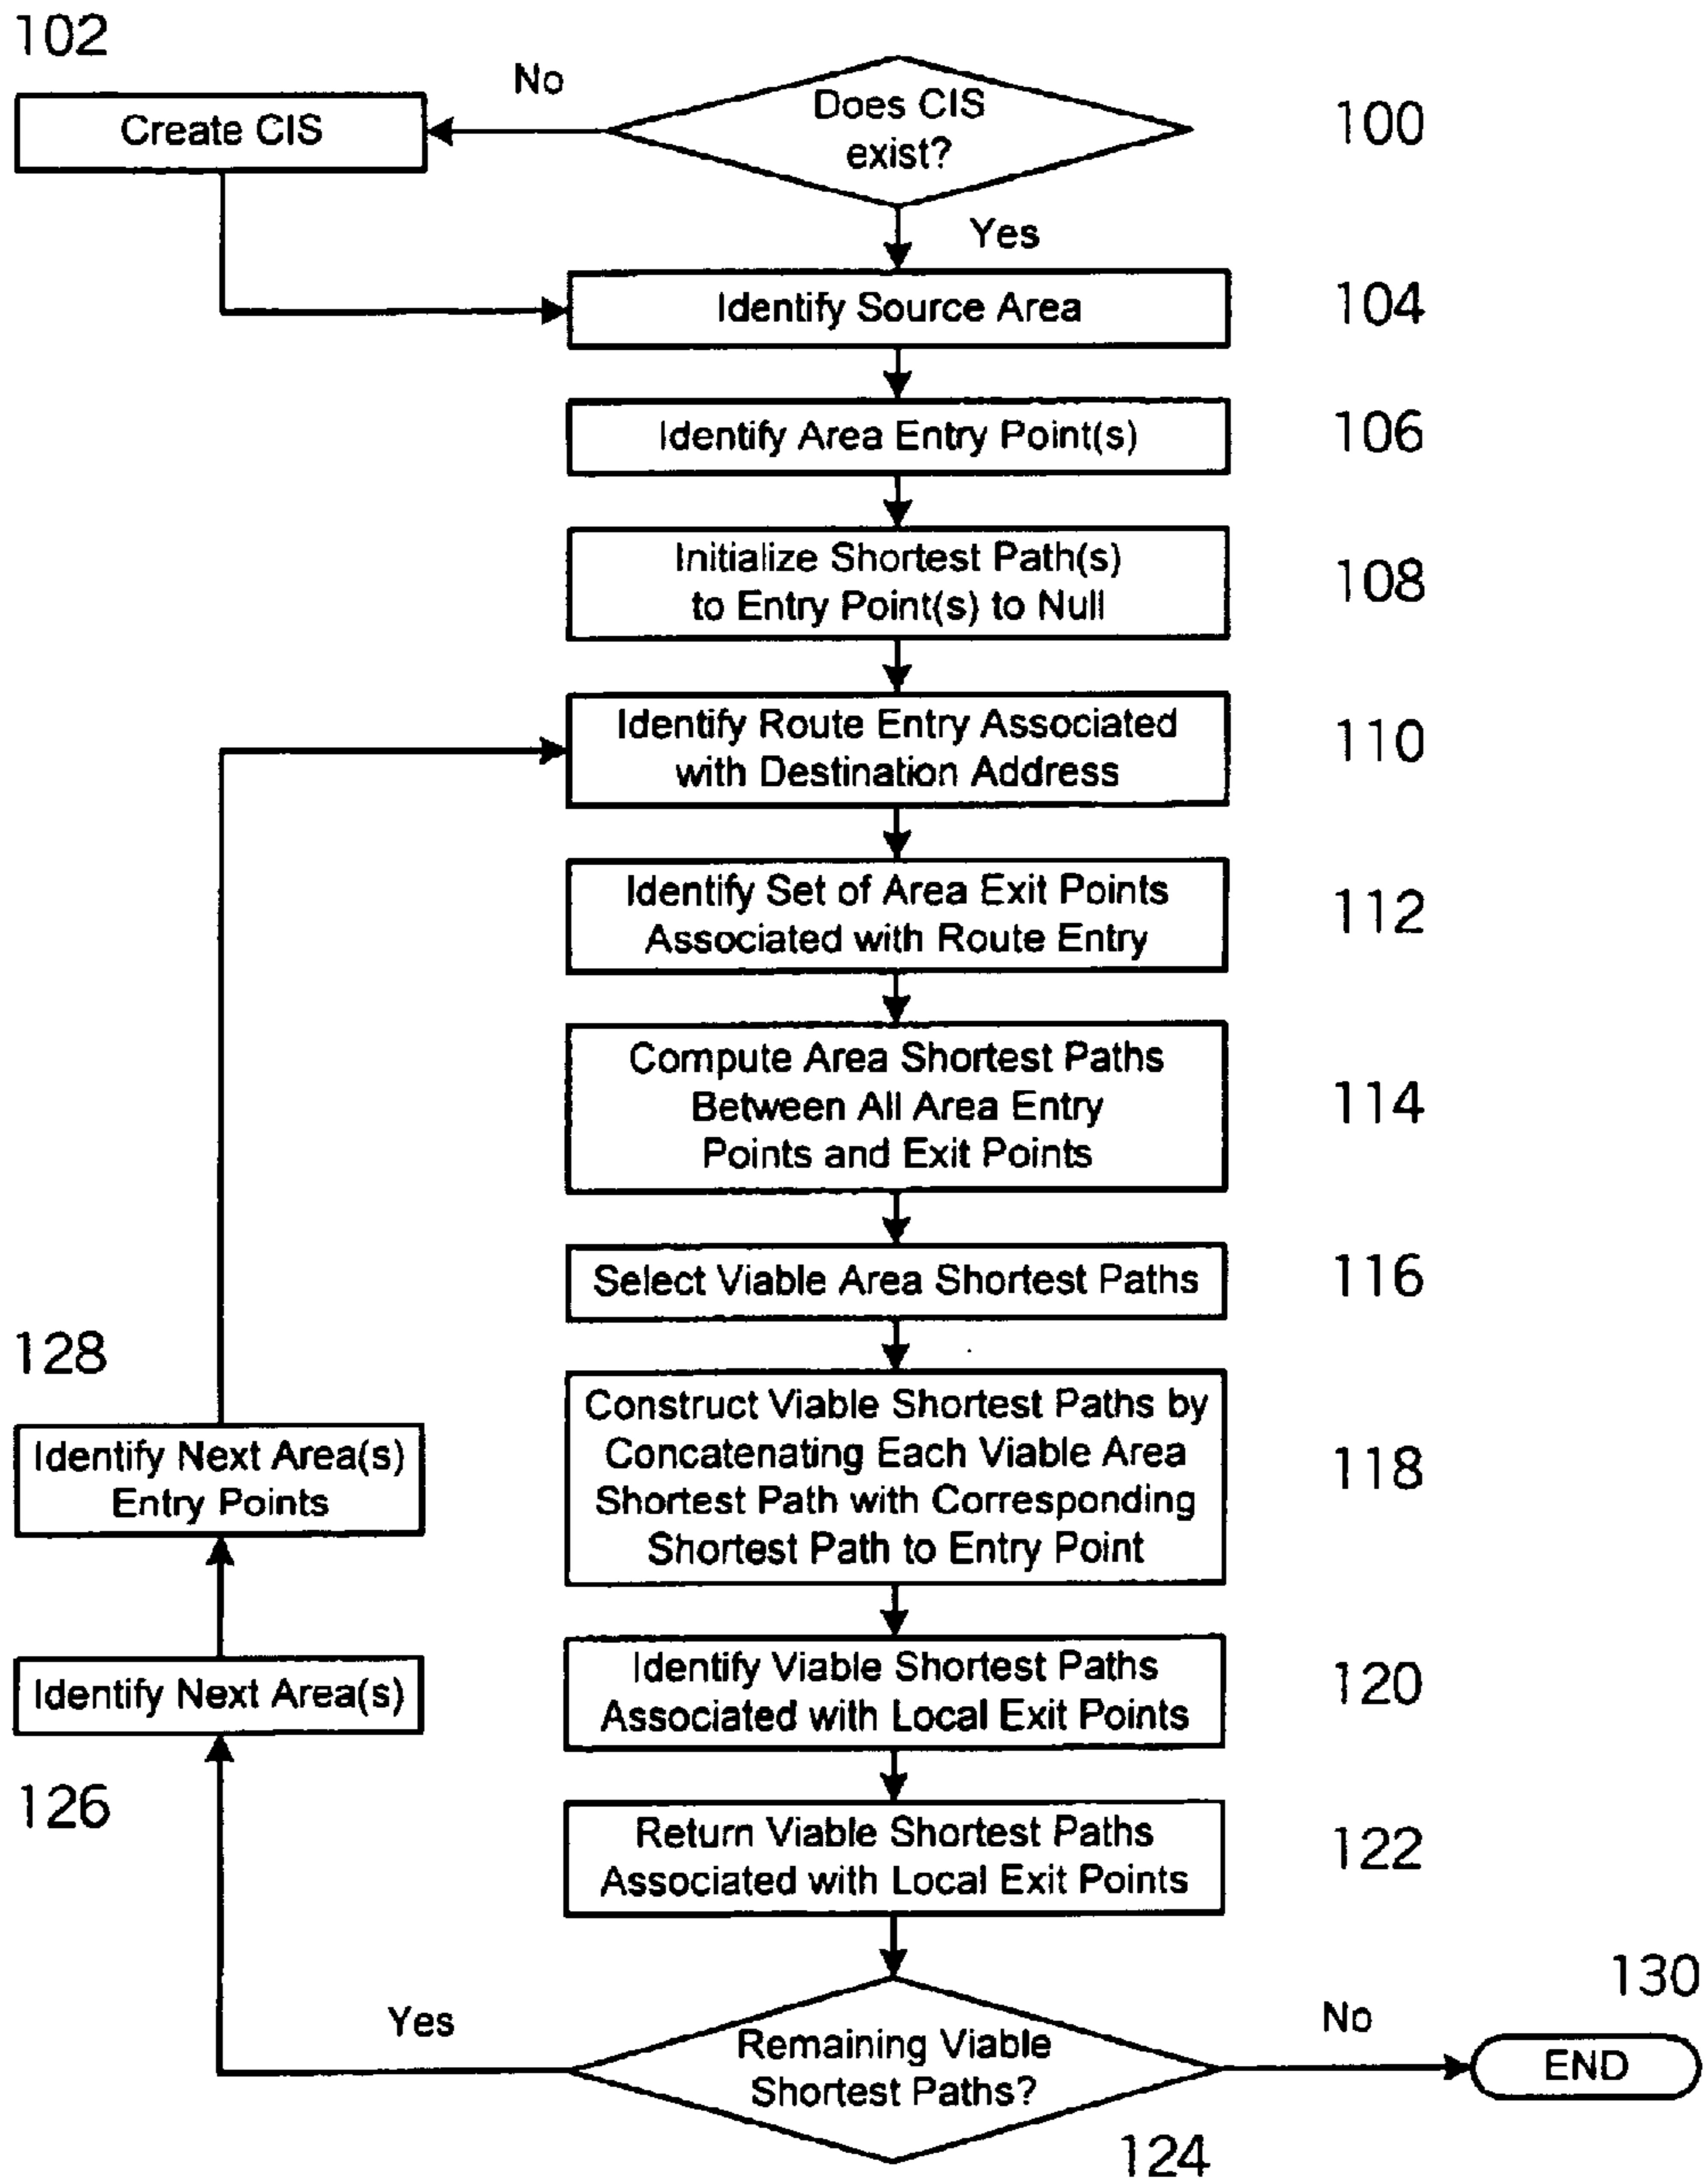 102
No
Does CIS
exist?
100
Create CIS
Yes
Identify Source Area
104
Identify Area Entry Point(s)
106
Initialize Shortest Path(s)
to Entry Point(s) to Null
108
Identify Route Entry Associated
with Destination Address
110
Identify Set of Area Exit Points
Associated with Route Entry
112
Compute Area Shortest Paths
Between All Area Entry
Points and Exit Points
114
Select Viable Area Shortest Paths
116
128
Identify Next Area(s)
Entry Points
Construct Viable Shortest Paths by
Concatenating Each Viable Area
Shortest Path with Corresponding
Shortest Path to Entry Point
118
Identify Next Area(s)
126
Identify Viable Shortest Paths
Associated with Local Exit Points
120
Return Viable Shortest Paths
Associated with Local Exit Points
122
Yes
Remaining Viable
Shortest Paths?
124
No
130
END